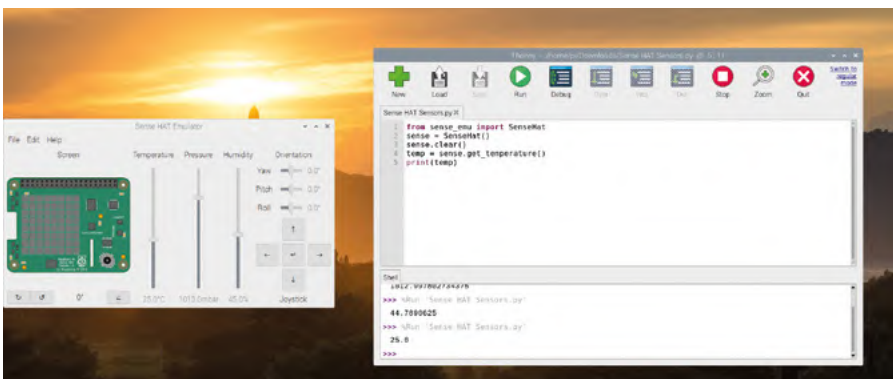 Sense HAT Emulator
File Edit Help
Screen
Temperature Pressure Humidity Orientation
Yaw 0.0°
Pitch 0.0°
Roll 0.0°
↑
← ↵ →
↓
0° 25.0°C 1013.0mbar 45.0% Joystick
New Load Run Debug Stop Zoom Quit
Switch to
regular
mode
Sense HAT Sensors.py ×
1 from sense_emu import SenseHat
2 sense = SenseHat()
3 sense.clear()
4 temp = sense.get_temperature()
5 print(temp)
Shell
>>> %Run 'Sense HAT Sensors.py'
44.7890625
>>> %Run 'Sense HAT Sensors.py'
25.0
>>>